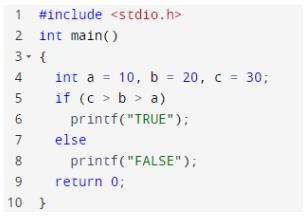 1 #include <stdio.h>
2 int main()
3 {
4 int a = 10, b = 20, c = 30;
5 if (c > b > a)
6 printf("TRUE");
7 else
8 printf("FALSE");
9 return 0;
10 }